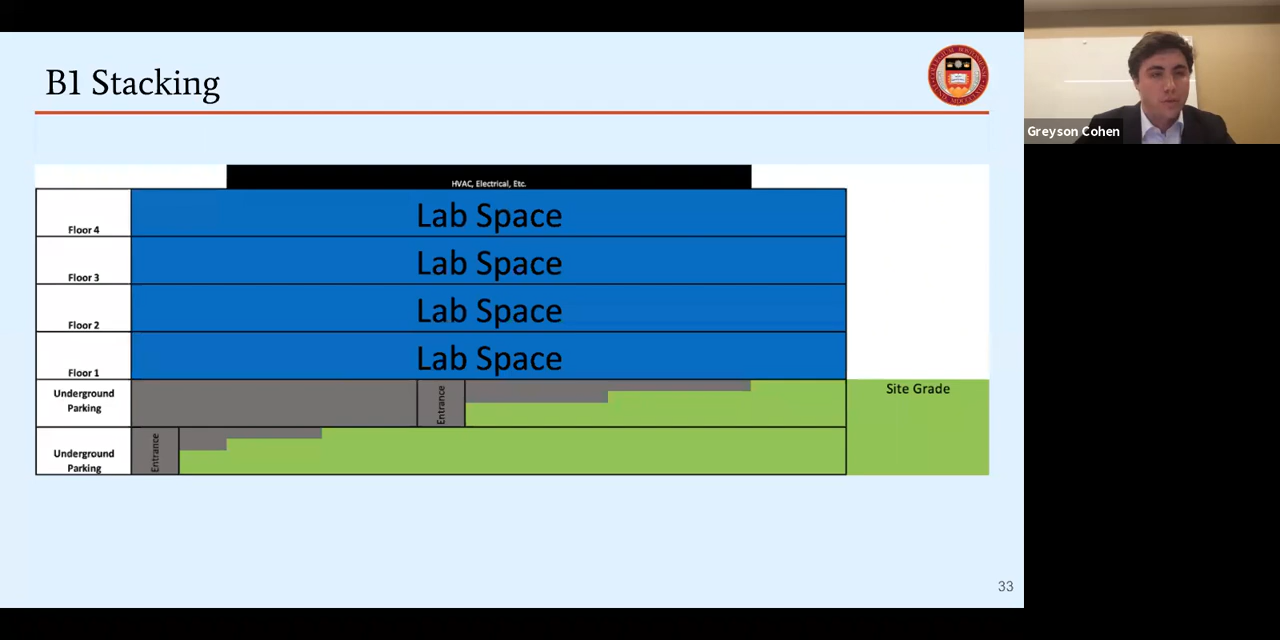 B1 Stacking
Greyson Cohen
HVAC, Electrical, Etc.
Floor 4
Lab Space
Floor 3
Lab Space
Floor 2
Lab Space
Floor 1
Lab Space
Underground
Parking
Entrance
Site Grade
Underground
Parking
Entrance
33